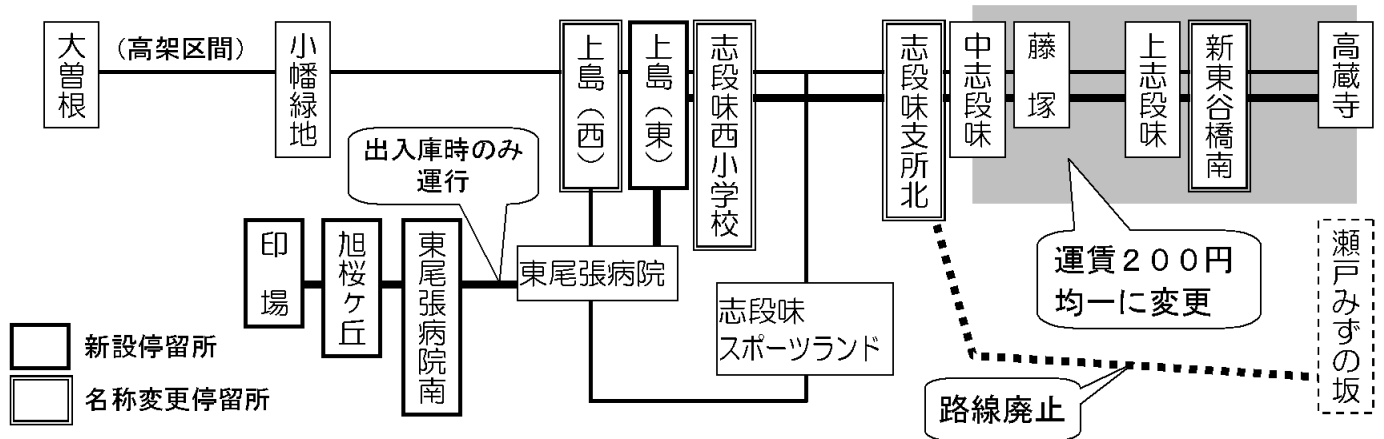 大曽根
(高架区間)
小幡緑地
上島(西)
上島(東)
志段味西小学校
志段味支所北
中志段味
藤塚
上志段味
新東谷橋南
高蔵寺
出入庫時のみ
運行
印場
旭桜ヶ丘
東尾張病院南
東尾張病院
志段味
スポーツランド
運賃200円
均一に変更
瀬戸みずの坂
路線廃止
新設停留所
名称変更停留所